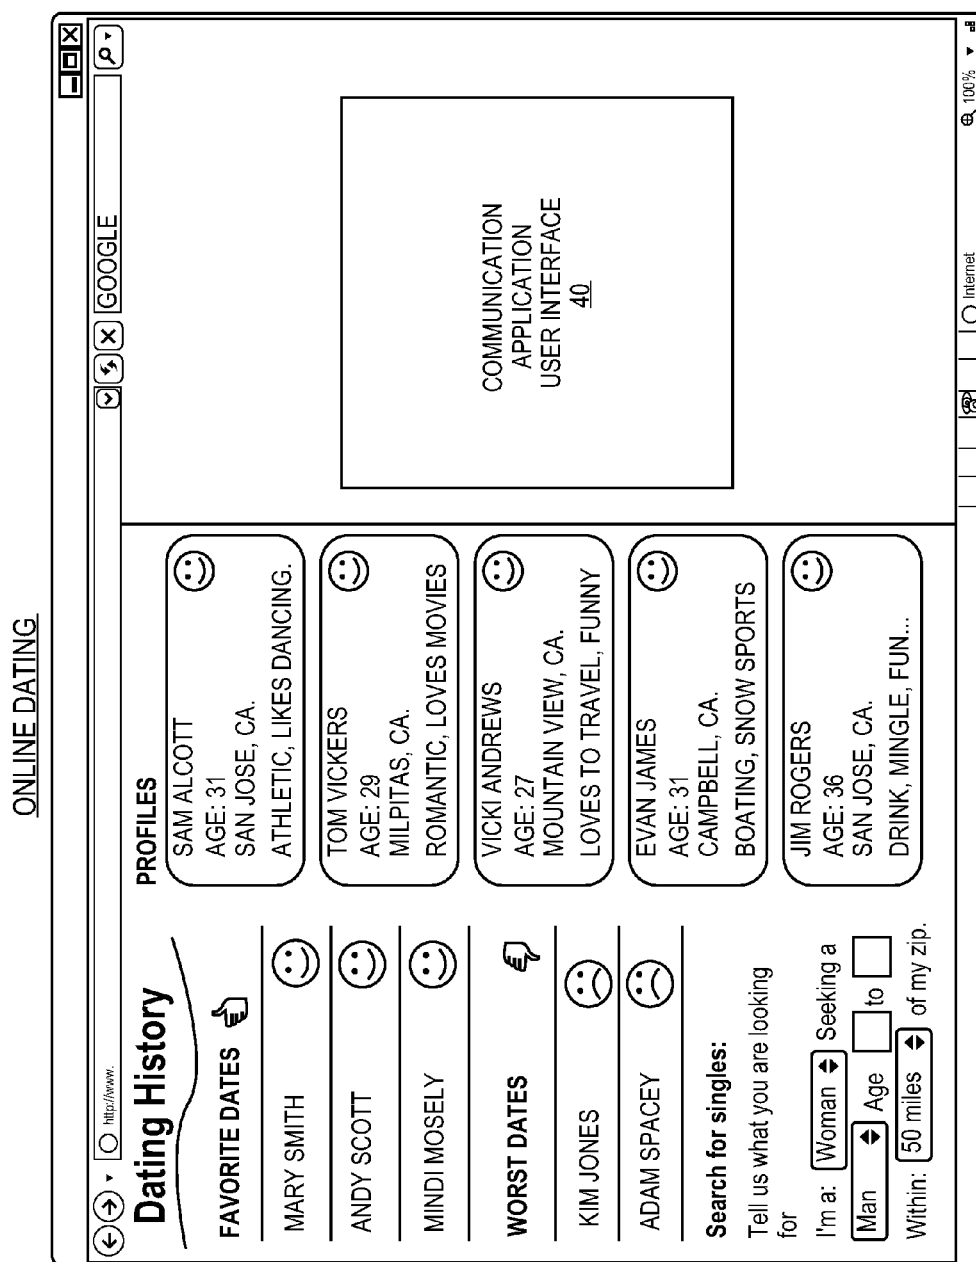 ONLINE DATING
http://www.
GOOGLE
Dating History
FAVORITE DATES
MARY SMITH
ANDY SCOTT
MINDI MOSELY
WORST DATES
KIM JONES
ADAM SPACEY
Search for singles:
Tell us what you are looking
for
I'm a: Woman Seeking a
Man Age to
Within: 50 miles of my zip.
PROFILES
SAM ALCOTT
AGE: 31
SAN JOSE, CA.
ATHLETIC, LIKES DANCING.
TOM VICKERS
AGE: 29
MILPITAS, CA.
ROMANTIC, LOVES MOVIES
VICKI ANDREWS
AGE: 27
MOUNTAIN VIEW, CA.
LOVES TO TRAVEL, FUNNY
EVAN JAMES
AGE: 31
CAMPBELL, CA.
BOATING, SNOW SPORTS
JIM ROGERS
AGE: 36
SAN JOSE, CA.
DRINK, MINGLE, FUN...
COMMUNICATION
APPLICATION
USER INTERFACE
40
Internet
100%